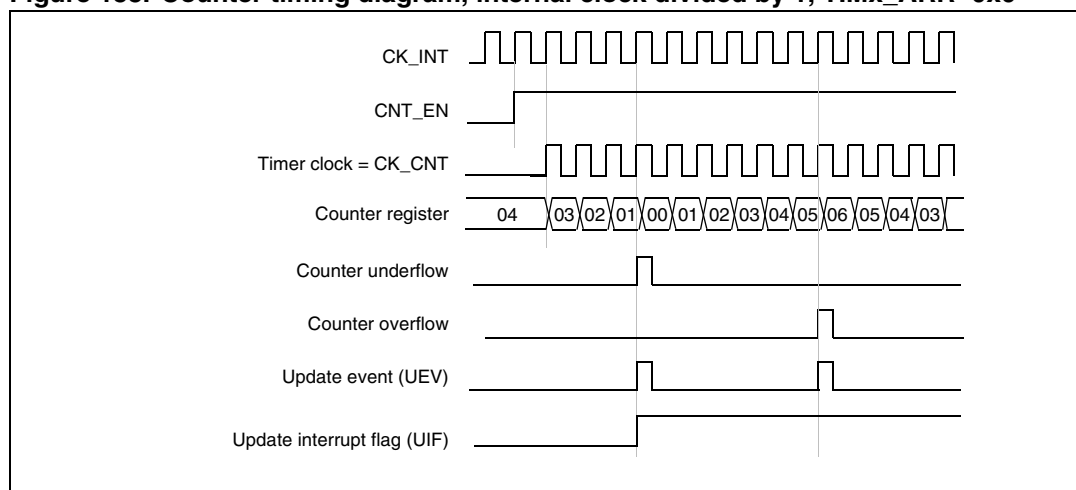 CK_INT
CNT_EN
Timer clock = CK_CNT
Counter register 04 03 02 01 00 01 02 03 04 05 06 05 04 03
Counter underflow
Counter overflow
Update event (UEV)
Update interrupt flag (UIF)